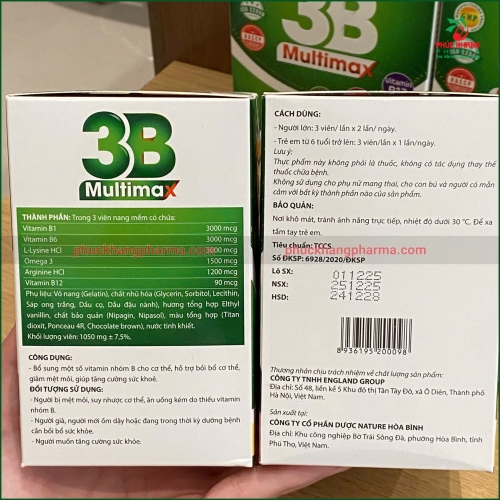 3B
Multimax
Vitamin
PHÚC KHANG
GMP
HACCP
3B
Multimax
THÀNH PHẦN: Trong 3 viên nang mềm có chứa:
Vitamin B1 3000 mcg
Vitamin B6 3000 mcg
L-Lysine HCl 3000 mcg
Omega 3 1500 mcg
Arginine HCl 1200 mcg
Vitamin B12 90 mcg
Phụ liệu: Vỏ nang (Gelatin), chất nhũ hóa (Glycerin, Sorbitol, Lecithin,
Sáp ong trắng, Dầu cọ, Dầu đậu nành), hương tổng hợp Ethyl
vanillin, chất bảo quản (Nipagin, Nipasol), màu tổng hợp (Titan
dioxit, Ponceau 4R, Chocolate brown), nước tinh khiết.
Khối lượng viên: 1050 mg ± 7,5%.
CÔNG DỤNG:
- Bổ sung một số vitamin nhóm B cho cơ thể, hỗ trợ bồi bổ cơ thể,
giảm mệt mỏi, giúp tăng cường sức khoẻ.
ĐỐI TƯỢNG SỬ DỤNG:
- Người bị mệt mỏi, suy nhược cơ thể, ăn uống kém do thiếu vitamin
nhóm B.
- Người già, người mới ốm dậy hoặc đang trong thời kỳ dưỡng bệnh
cần bồi bổ sức khỏe.
- Người muốn tăng cường sức khỏe.
CÁCH DÙNG:
- Người lớn: 3 viên/ lần x 2 lần/ ngày.
- Trẻ em từ 6 tuổi trở lên: 3 viên/ lần x 1 lần/ngày.
Lưu ý:
Thực phẩm này không phải là thuốc, không có tác dụng thay thế
thuốc chữa bệnh.
Không sử dụng cho phụ nữ mang thai, cho con bú và người có mẫn
cảm với bất kỳ thành phần nào của sản phẩm.
BẢO QUẢN:
Nơi khô mát, tránh ánh nắng trực tiếp, nhiệt độ dưới 30 °C. Để xa
tầm tay trẻ em.
Tiêu chuẩn: TCCS
Số ĐKSP: 6928/2020/ĐKSP
Lô SX: 011225
NSX: 251225
HSD: 241228
8 936195 200098
Thương nhân chịu trách nhiệm về chất lượng sản phẩm:
CÔNG TY TNHH ENGLAND GROUP
Địa chỉ: Số 48, liền kề 5 Khu đô thị Tân Tây Đô, xã Ô Diên, Thành phố
Hà Nội, Việt Nam.
Sản xuất tại:
CÔNG TY CỔ PHẦN DƯỢC NATURE HÒA BÌNH
Địa chỉ: Khu công nghiệp Bờ Trái Sông Đà, phường Hòa Bình, tỉnh
Phú Thọ, Việt Nam.
phuckhangpharma.com
phuckhangpharma.com